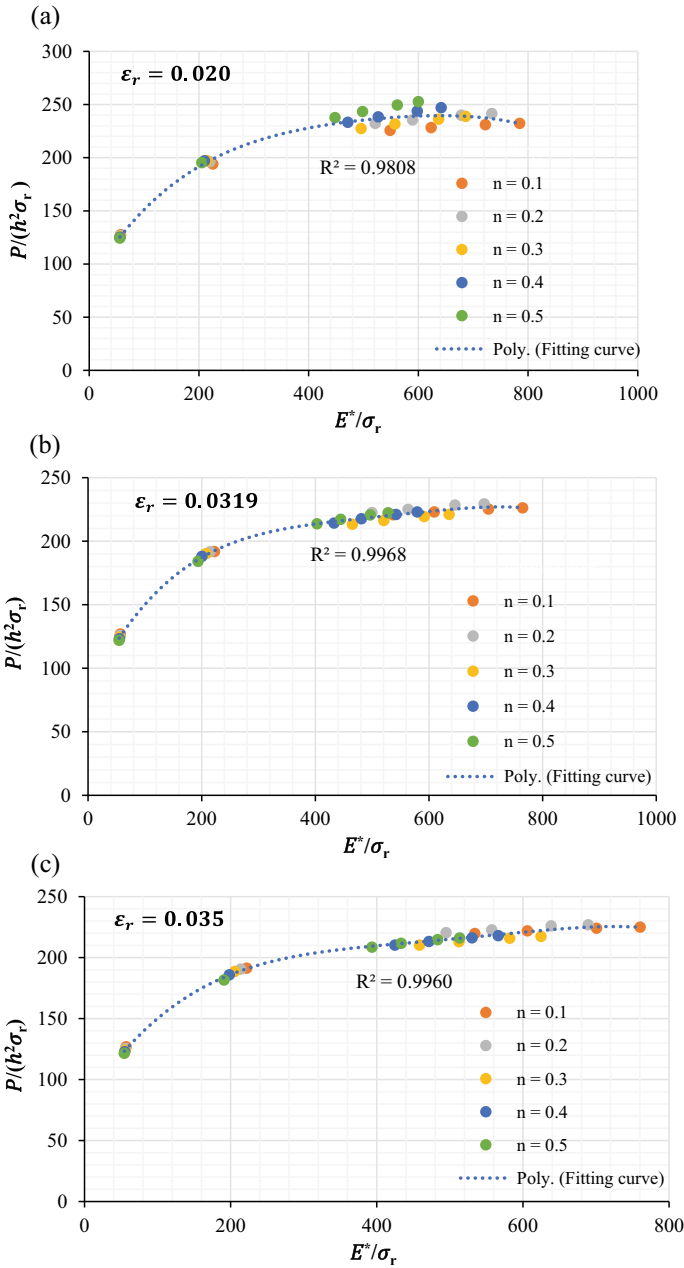 (a)
εr = 0.020
P/(h²σr)
300
250
200
150
100
50
0
R² = 0.9808
n = 0.1
n = 0.2
n = 0.3
n = 0.4
n = 0.5
Poly. (Fitting curve)
0 200 400 600 800 1000
E*/σr
(b)
εr = 0.0319
P/(h²σr)
250
200
150
100
50
0
R² = 0.9968
n = 0.1
n = 0.2
n = 0.3
n = 0.4
n = 0.5
Poly. (Fitting curve)
0 200 400 600 800 1000
E*/σr
(c)
εr = 0.035
P/(h²σr)
250
200
150
100
50
0
R² = 0.9960
n = 0.1
n = 0.2
n = 0.3
n = 0.4
n = 0.5
Poly. (Fitting curve)
0 200 400 600 800
E*/σr